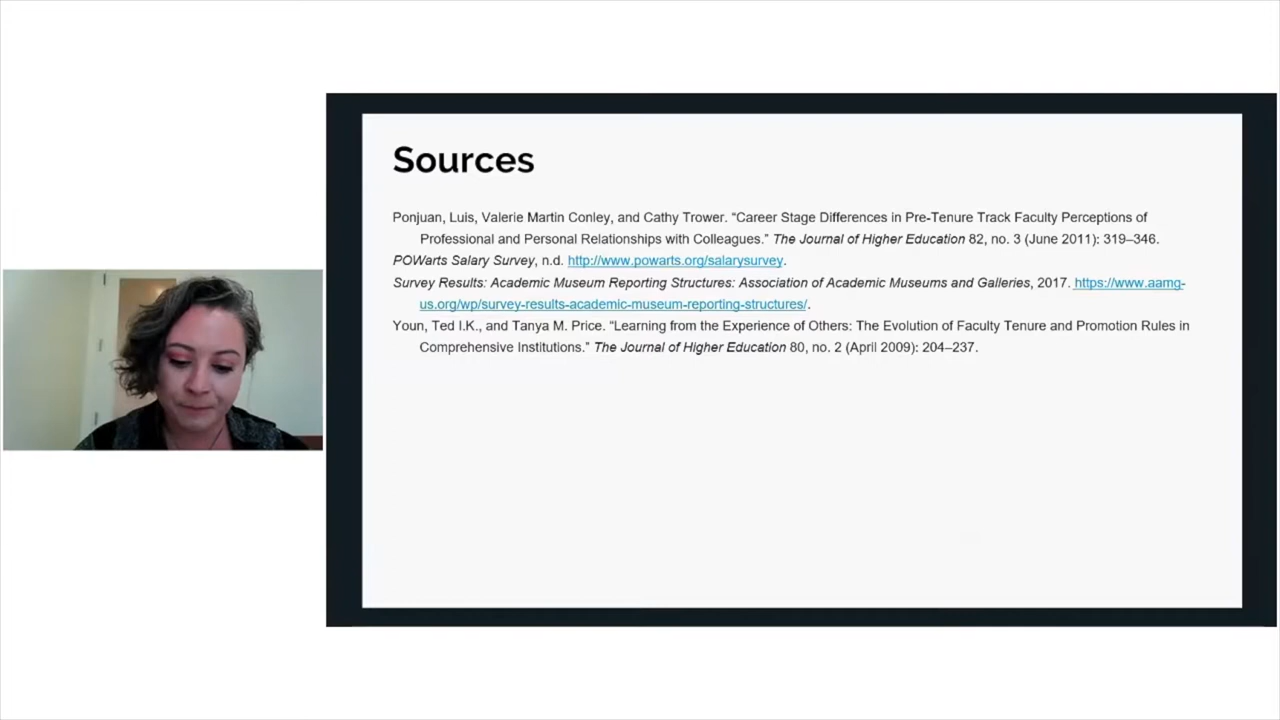 Sources
Ponjuan, Luis, Valerie Martin Conley, and Cathy Trower. “Career Stage Differences in Pre-Tenure Track Faculty Perceptions of
Professional and Personal Relationships with Colleagues.” The Journal of Higher Education 82, no. 3 (June 2011): 319–346.
POWarts Salary Survey, n.d. http://www.powarts.org/salarysurvey.
Survey Results: Academic Museum Reporting Structures: Association of Academic Museums and Galleries, 2017. https://www.aamg-
us.org/wp/survey-results-academic-museum-reporting-structures/.
Youn, Ted I.K., and Tanya M. Price. “Learning from the Experience of Others: The Evolution of Faculty Tenure and Promotion Rules in
Comprehensive Institutions.” The Journal of Higher Education 80, no. 2 (April 2009): 204–237.